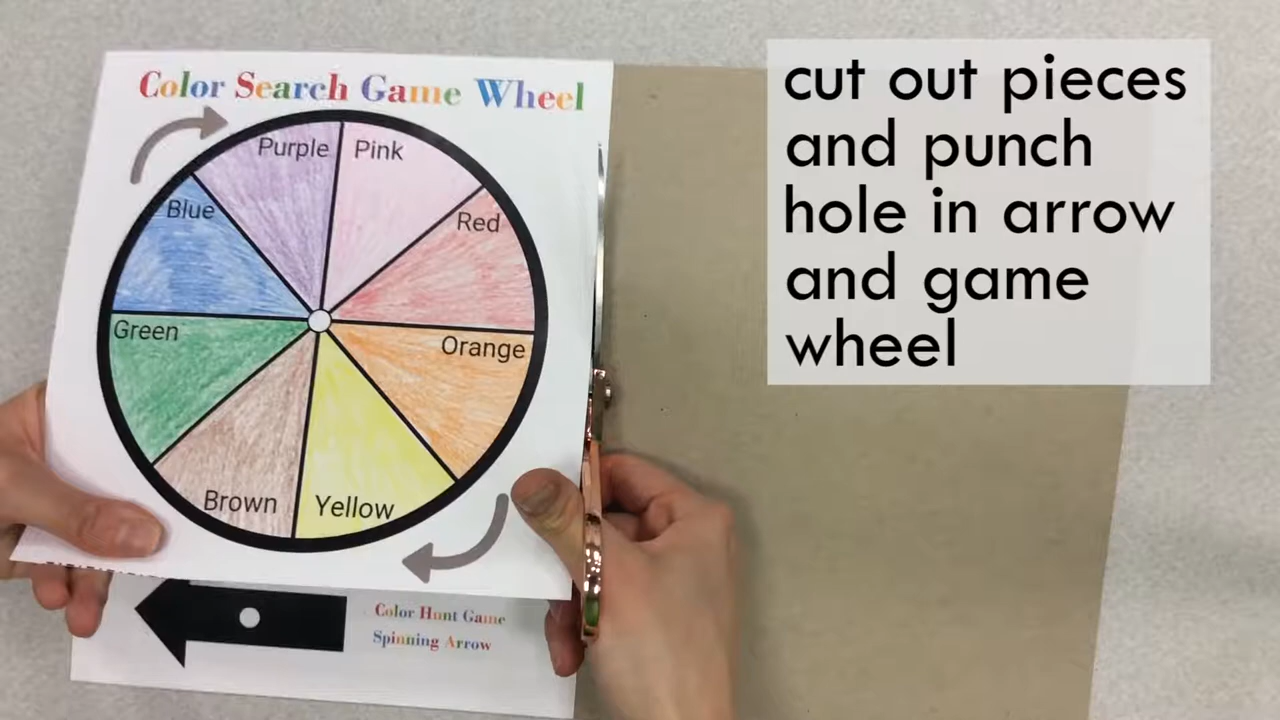 Color Search Game Wheel
Purple
Pink
Blue
Red
Green
Orange
Brown
Yellow
Color Hunt Game
Spinning Arrow
cut out pieces
and punch
hole in arrow
and game
wheel